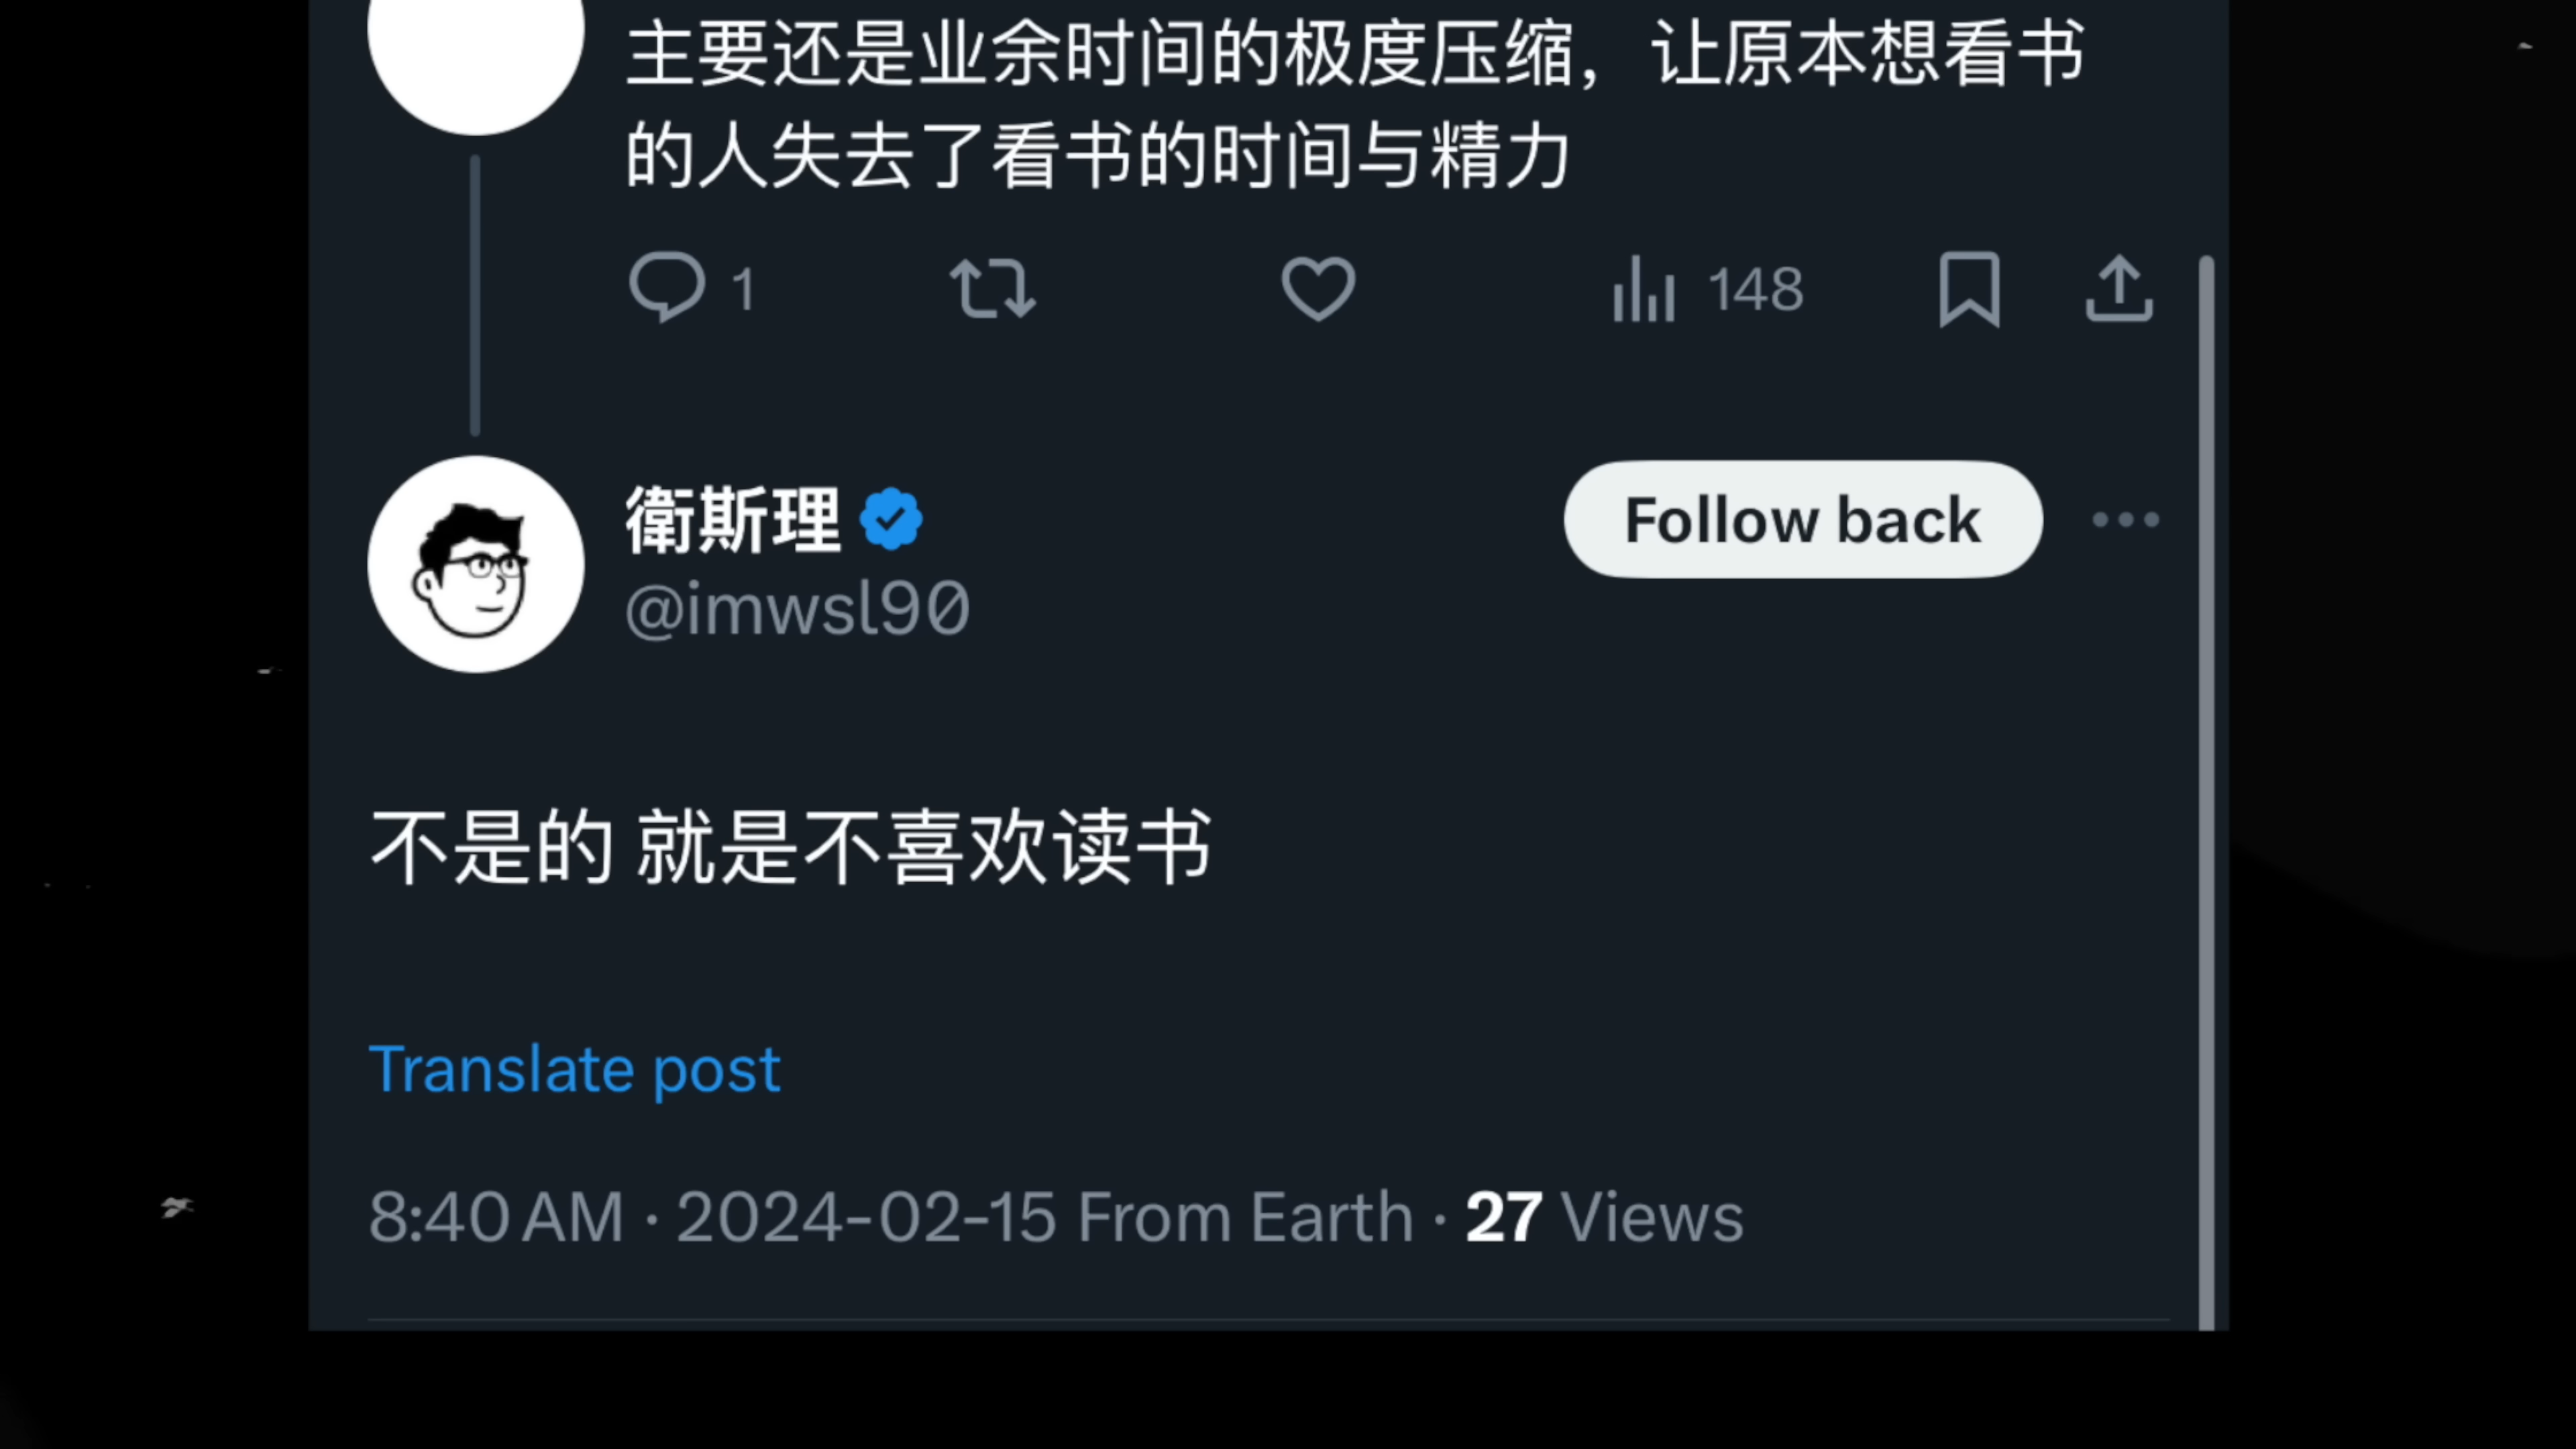 主要还是业余时间的极度压缩，让原本想看书
的人失去了看书的时间与精力
1 148
衛斯理
Follow back
@imwsl90
不是的 就是不喜欢读书
Translate post
8:40 AM · 2024-02-15 From Earth · 27 Views